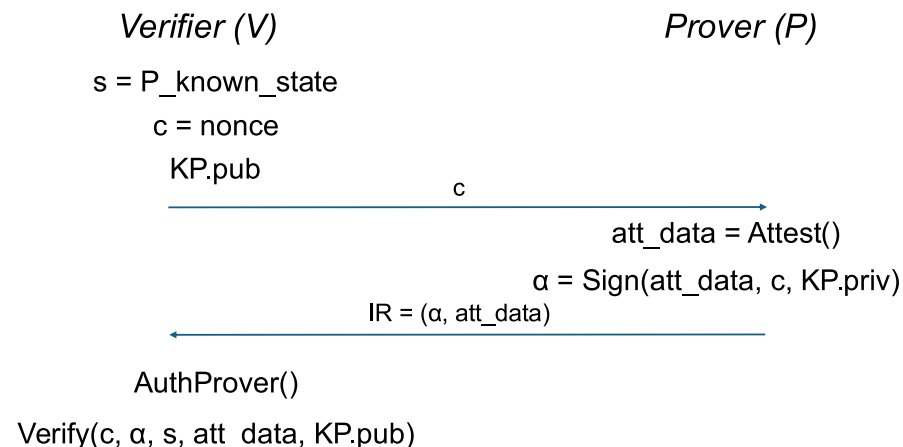 Verifier (V)
Prover (P)
s = P_known_state
c = nonce
KP.pub
c
att_data = Attest()
α = Sign(att_data, c, KP.priv)
IR = (α, att_data)
AuthProver()
Verify(c, α, s, att_data, KP.pub)